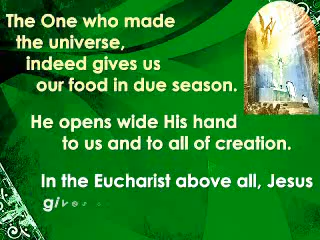 The One who made
the universe,
indeed gives us
our food in due season.
He opens wide His hand
to us and to all of creation.
In the Eucharist above all, Jesus
gives